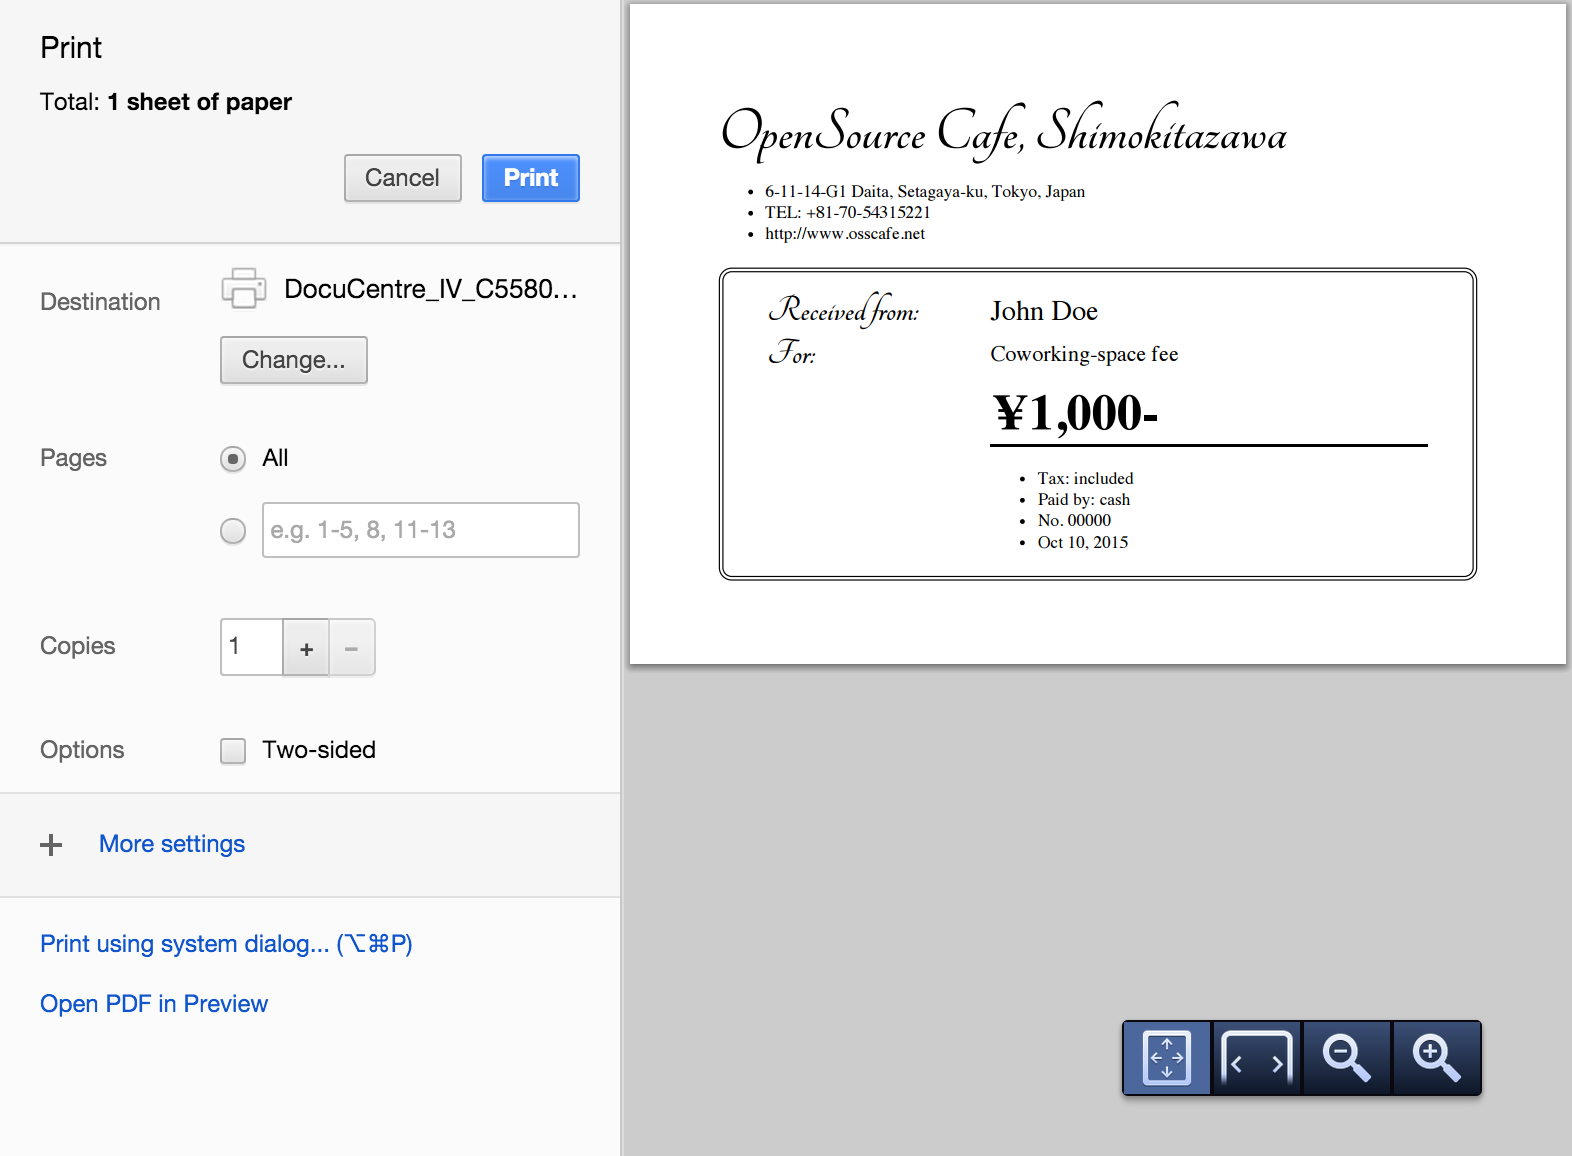 Print
Total: 1 sheet of paper
Cancel
Print
Destination
DocuCentre_IV_C5580...
Change...
Pages
All
e.g. 1-5, 8, 11-13
Copies
1
+
−
Options
Two-sided
+ More settings
Print using system dialog... (⌥⌘P)
Open PDF in Preview
OpenSource Cafe, Shimokitazawa
• 6-11-14-G1 Daita, Setagaya-ku, Tokyo, Japan
• TEL: +81-70-54315221
• http://www.osscafe.net
Received from: John Doe
For: Coworking-space fee
¥1,000-
• Tax: included
• Paid by: cash
• No. 00000
• Oct 10, 2015